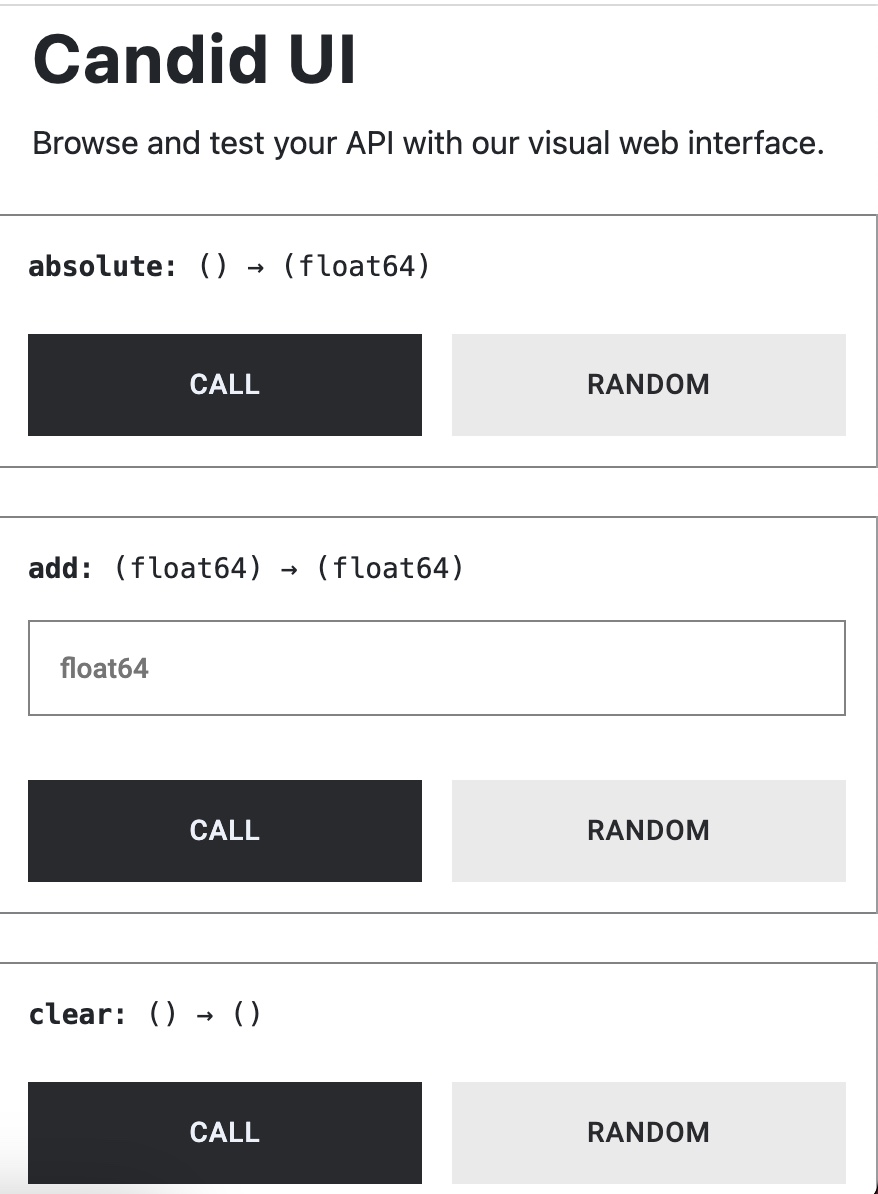 Candid UI
Browse and test your API with our visual web interface.
absolute: () → (float64)
CALL
RANDOM
add: (float64) → (float64)
float64
CALL
RANDOM
clear: () → ()
CALL
RANDOM